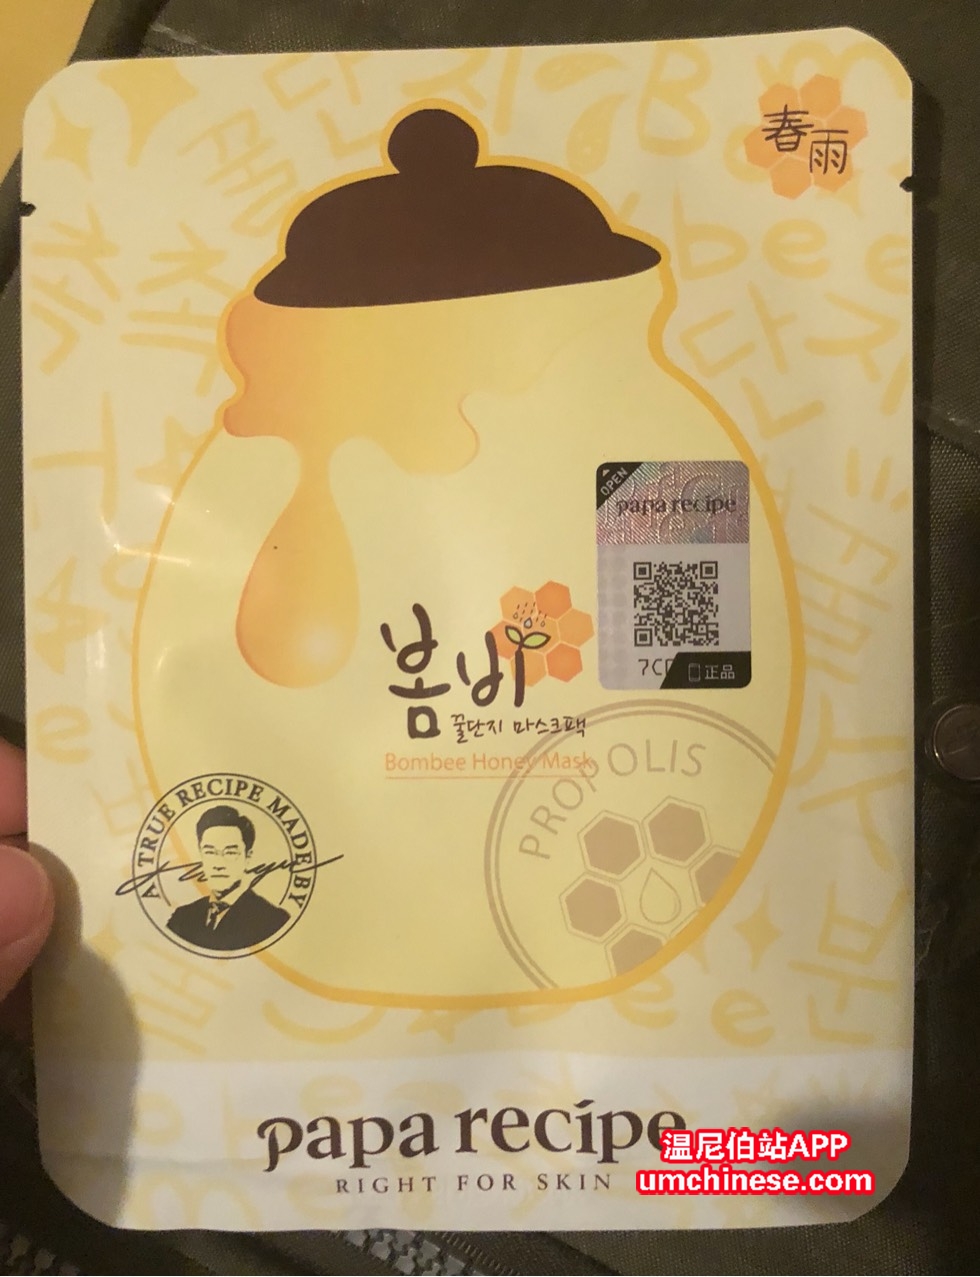 春雨
OPEN
papa recipe
正品
봄비
꿀단지 마스크팩
Bombee Honey Mask
PROPOLIS
A TRUE RECIPE MADE BY
papa recipe
RIGHT FOR SKIN
温尼伯站APP
umchinese.com